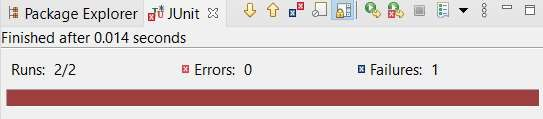 Package Explorer JUnit
Finished after 0.014 seconds
Runs: 2/2 Errors: 0 Failures: 1